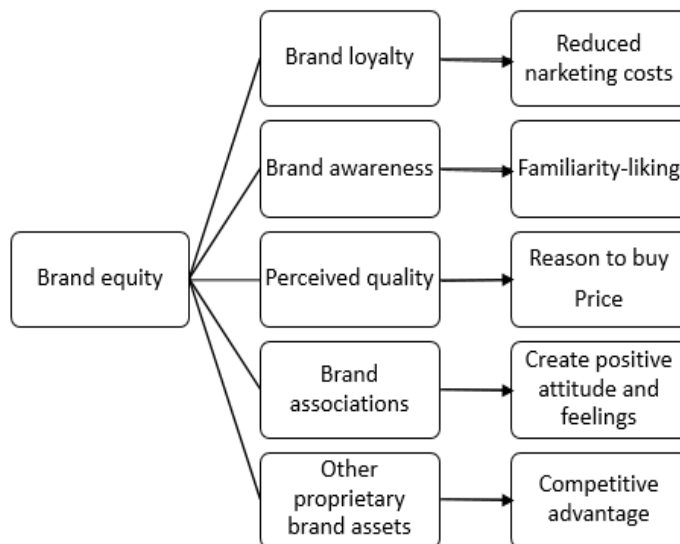 Brand loyalty
Reduced
narketing costs
Brand awareness
Familiarity-liking
Brand equity
Perceived quality
Reason to buy
Price
Brand
associations
Create positive
attitude and
feelings
Other
proprietary
brand assets
Competitive
advantage